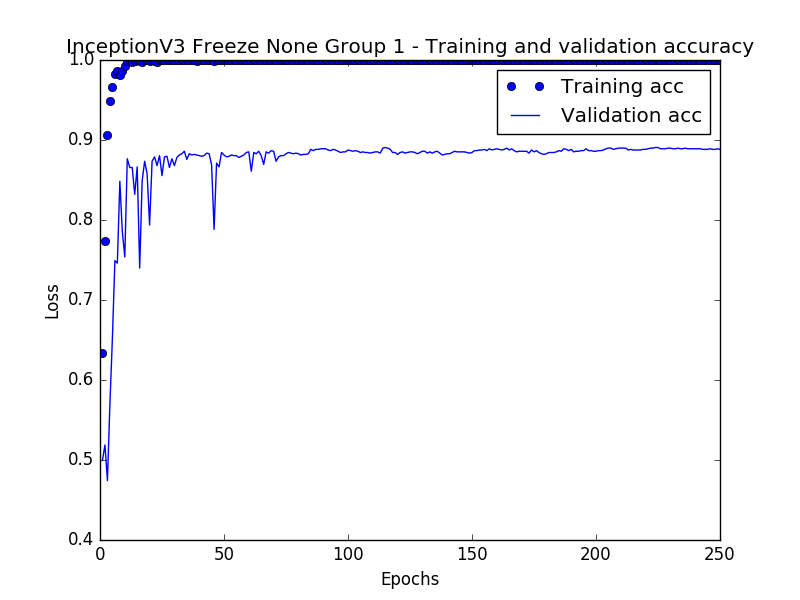 InceptionV3 Freeze None Group 1 - Training and validation accuracy
1.0
0.9
0.8
0.7
0.6
0.5
0.4
Loss
Training acc
Validation acc
0
50
100
150
200
250
Epochs